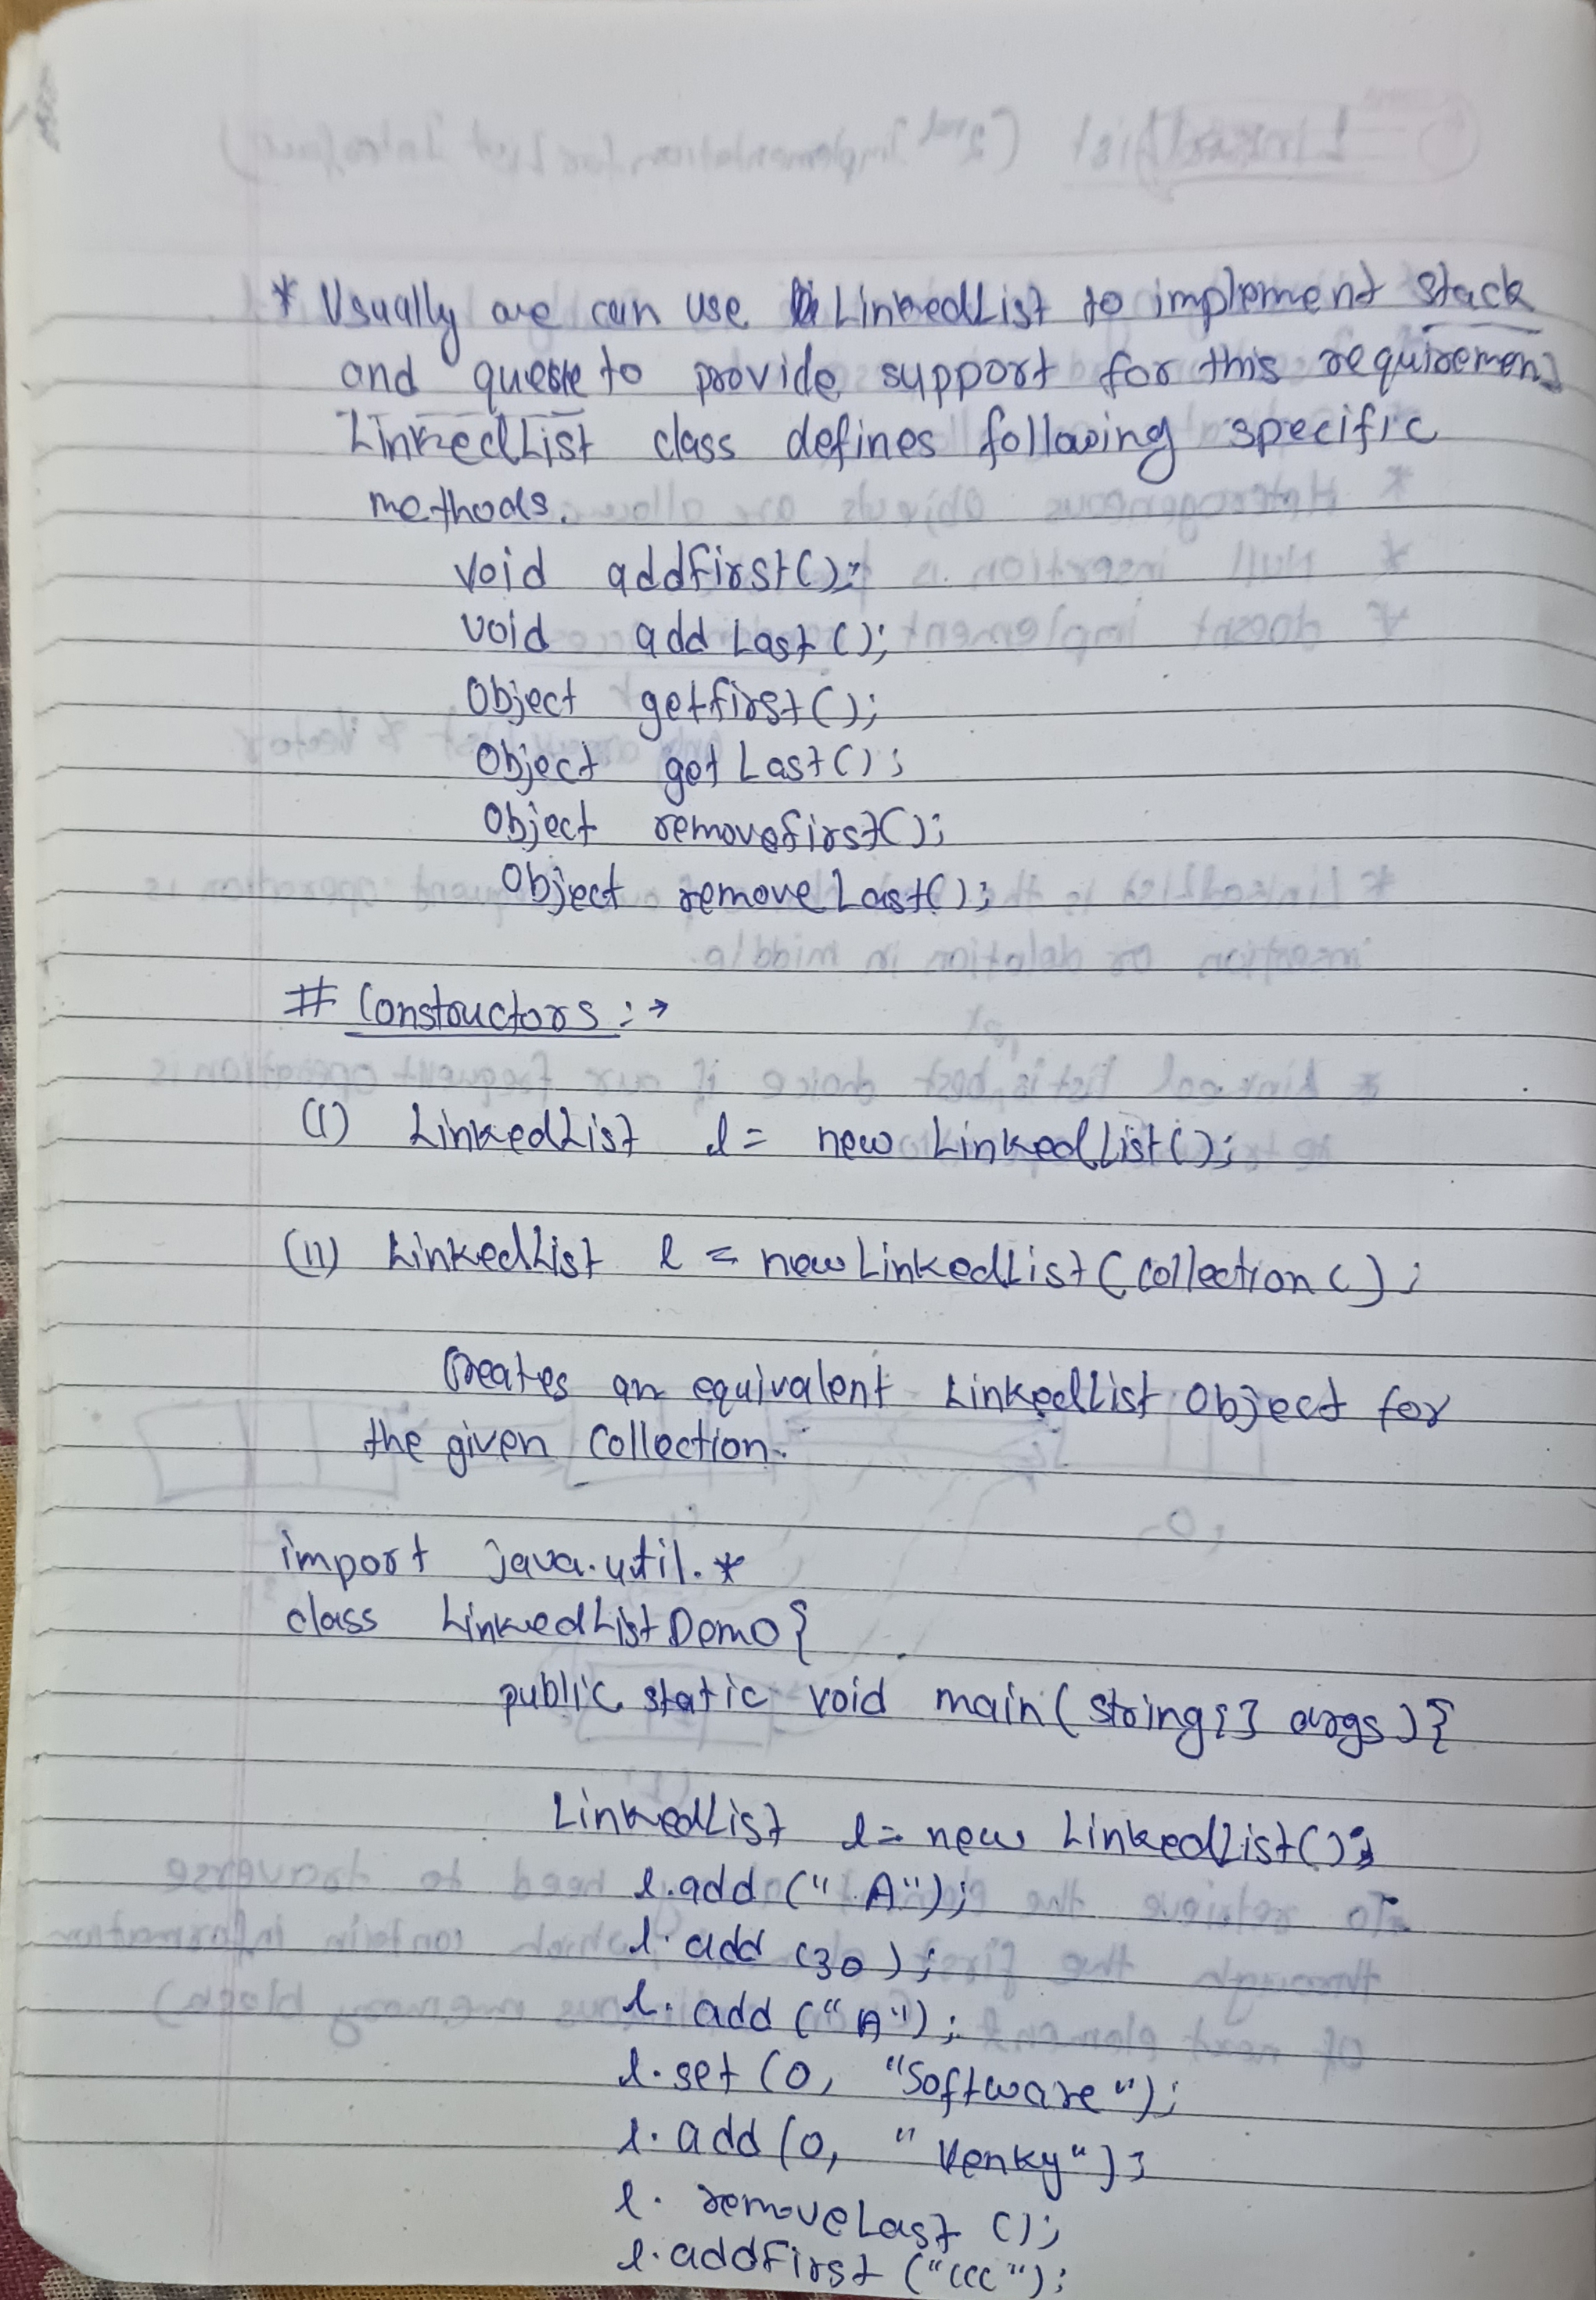 * Usually we can use LinkedList to implement stack
and queue to provide support for this requirement
LinkedList class defines following specific
methods.
void addfirst();
void addLast();
Object getfirst();
Object getLast();
Object removefirst();
Object removeLast();
# Constructors :→
(I) LinkedList l = new LinkedList();
(II) LinkedList l = new LinkedList(Collection c);
Creates an equivalent LinkedList Object for
the given Collection.
import java.util.*
class LinkedListDemo{
public static void main(string[] args){
LinkedList l = new LinkedList();
l.add("A");
l.add(30);
l.add("A");
l.set(0, "Software");
l.add(0, "Venky");
l.removeLast();
l.addFirst("ccc");